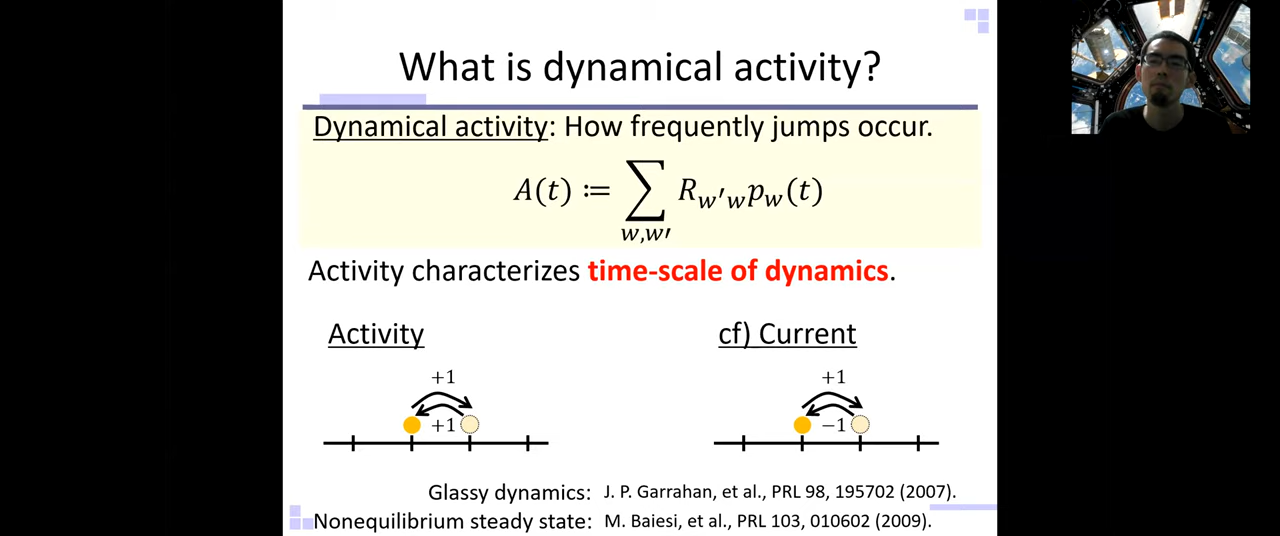 What is dynamical activity?
Dynamical activity: How frequently jumps occur.
A(t) ≔ ∑ R_{w′w}p_w(t)
w,w′
Activity characterizes time-scale of dynamics.
Activity
cf) Current
+1
+1
+1
−1
Glassy dynamics: J. P. Garrahan, et al., PRL 98, 195702 (2007).
Nonequilibrium steady state: M. Baiesi, et al., PRL 103, 010602 (2009).